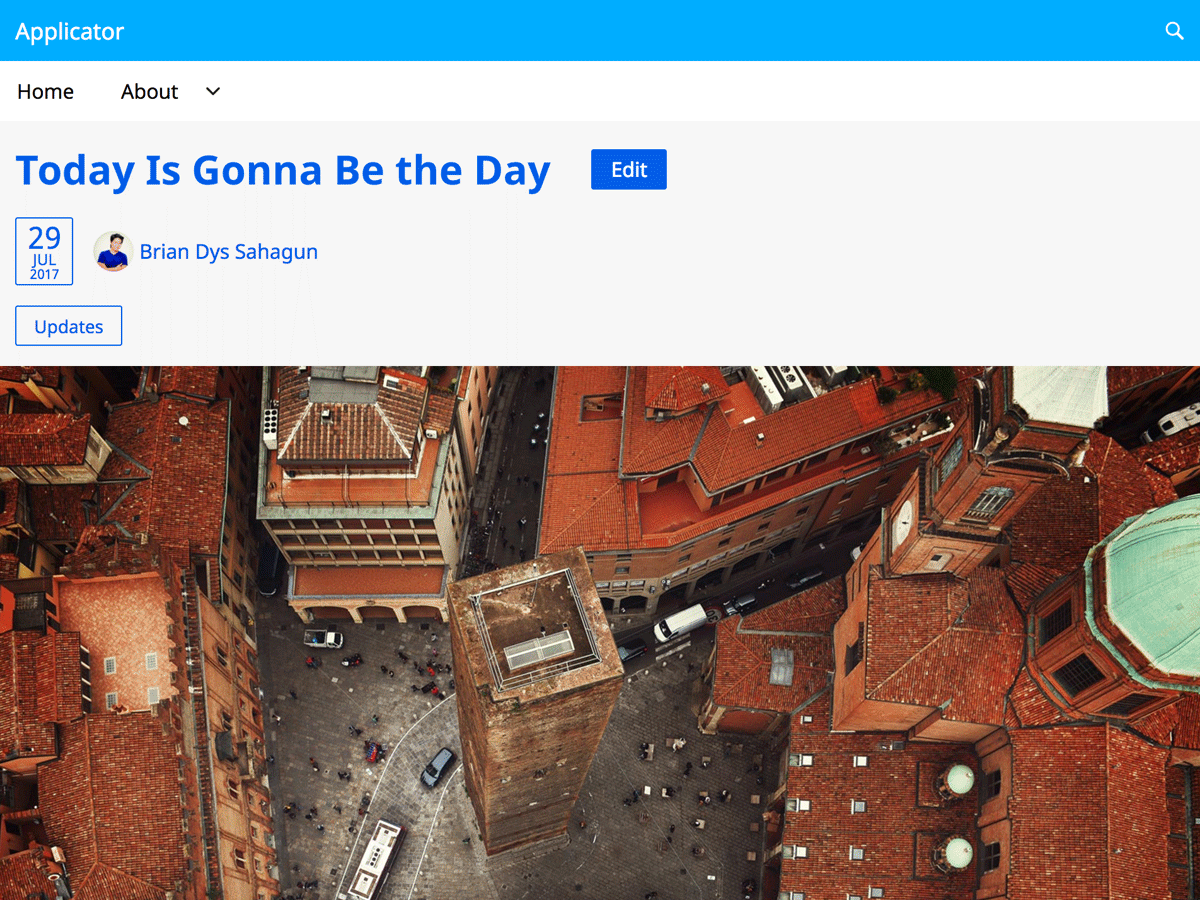 Applicator
Home About
Today Is Gonna Be the Day Edit
29
JUL
2017
Brian Dys Sahagun
Updates